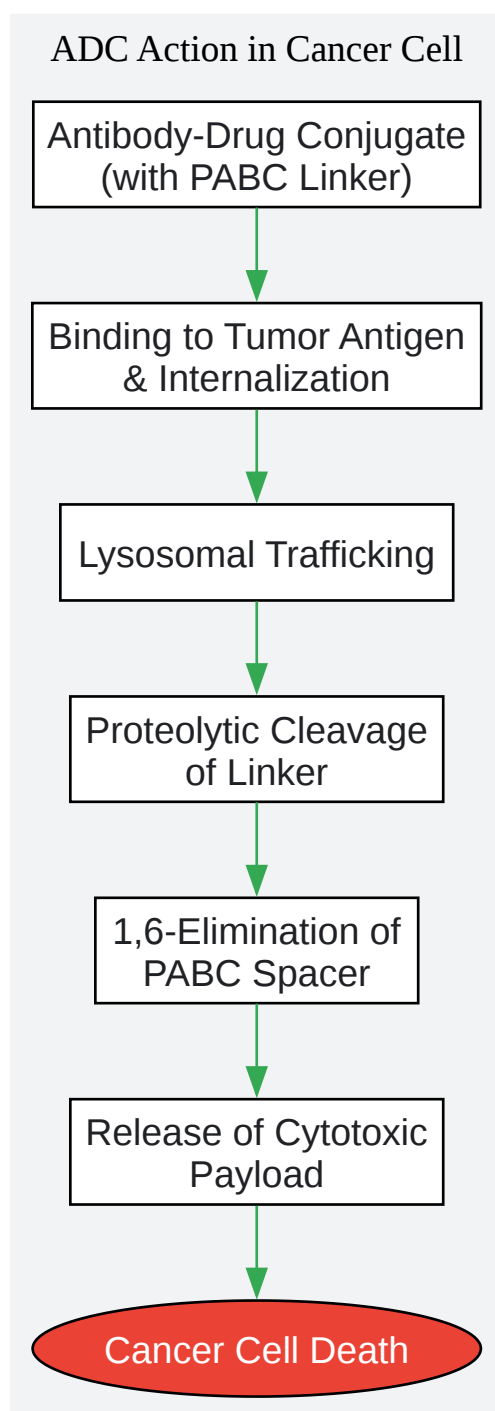 ADC Action in Cancer Cell
Antibody-Drug Conjugate
(with PABC Linker)
Binding to Tumor Antigen
& Internalization
Lysosomal Trafficking
Proteolytic Cleavage
of Linker
1,6-Elimination of
PABC Spacer
Release of Cytotoxic
Payload
Cancer Cell Death